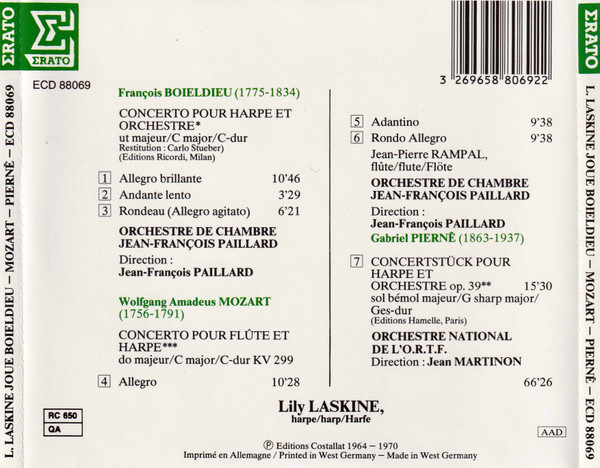 ERATO
L. LASKINE JOUE BOIELDIEU – MOZART – PIERNÉ – ECD 88069
ERATO
ECD 88069
François BOIELDIEU (1775-1834)
CONCERTO POUR HARPE ET
ORCHESTRE*
ut majeur/C major/C-dur
Restitution : Carlo Stueber)
(Editions Ricordi, Milan)
1 Allegro brillante 10'46
2 Andante lento 3'29
3 Rondeau (Allegro agitato) 6'21
ORCHESTRE DE CHAMBRE
JEAN-FRANÇOIS PAILLARD
Direction :
Jean-François PAILLARD
Wolfgang Amadeus MOZART
(1756-1791)
CONCERTO POUR FLÛTE ET
HARPE***
do majeur/C major/C-dur KV 299
4 Allegro 10'28
3 269658 806922
5 Adantino 9'38
6 Rondo Allegro 9'38
Jean-Pierre RAMPAL,
flûte/flute/Flöte
ORCHESTRE DE CHAMBRE
JEAN-FRANÇOIS PAILLARD
Direction :
Jean-François PAILLARD
Gabriel PIERNÊ (1863-1937)
7 CONCERTSTÜCK POUR
HARPE ET
ORCHESTRE op. 39** 15'30
sol bémol majeur/G sharp major/
Ges-dur
(Editions Hamelle, Paris)
ORCHESTRE NATIONAL
DE L'O.R.T.F.
Direction : Jean MARTINON
66'26
Lily LASKINE,
harpe/harp/Harfe
RC 650
QA
AAD
Ⓟ Editions Costallat 1964 – 1970
Imprimé en Allemagne / Printed in West Germany – Made in West Germany
ERATO
L. LASKINE JOUE BOIELDIEU – MOZART – PIERNÉ – ECD 88069